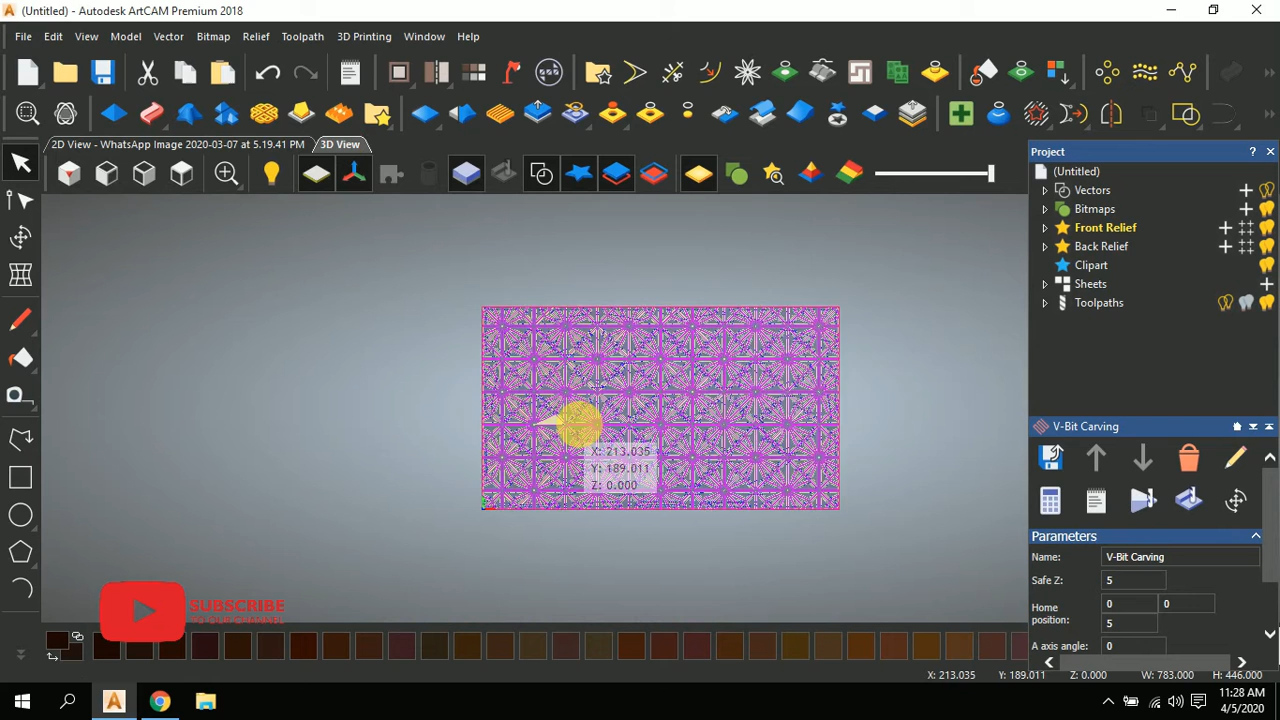 (Untitled) - Autodesk ArtCAM Premium 2018
File Edit View Model Vector Bitmap Relief Toolpath 3D Printing Window Help
2D View - WhatsApp Image 2020-03-07 at 5.19.41 PM 3D View
Project
(Untitled)
Vectors
Bitmaps
Front Relief
Back Relief
Clipart
Sheets
Toolpaths
X: 213.035
Y: 189.011
Z: 0.000
V-Bit Carving
Parameters
Name: V-Bit Carving
Safe Z: 5
Home position: 0 0
5
A axis angle: 0
SUBSCRIBE
TO OUR CHANNEL
X: 213.035 Y: 189.011 Z: 0.000 W: 783.000 H: 446.000
11:28 AM
4/5/2020